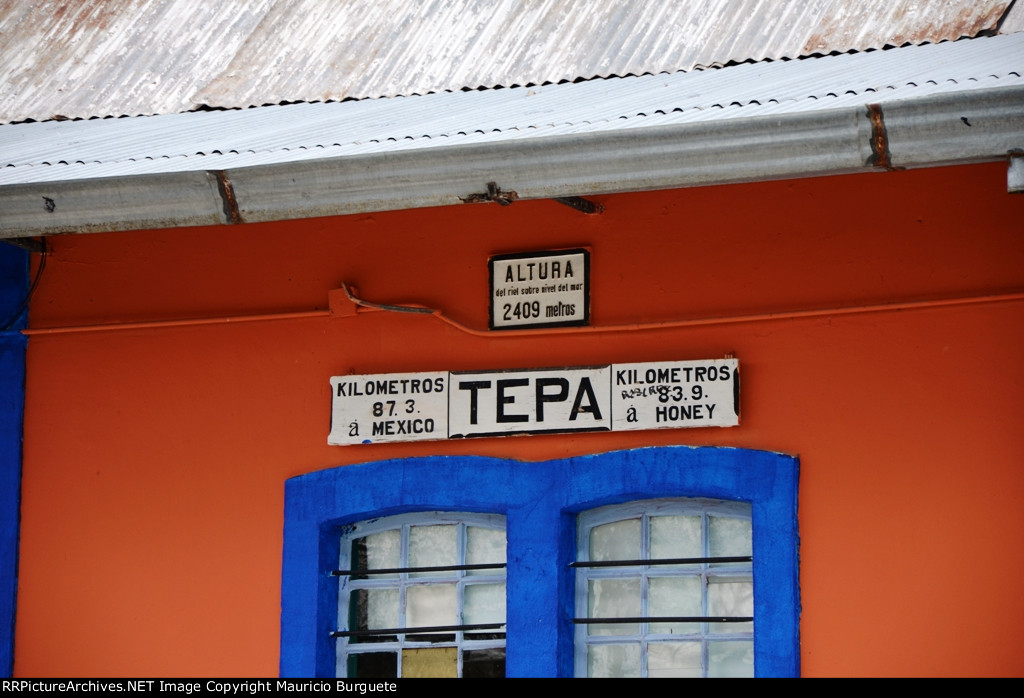 ALTURA
del riel sobre nivel del mar
2409 metros
KILOMETROS
87.3.
á MEXICO
TEPA
KILOMETROS
83.9.
á HONEY
RailPictureArchives.NET Image Copyright Mauricio Burguete